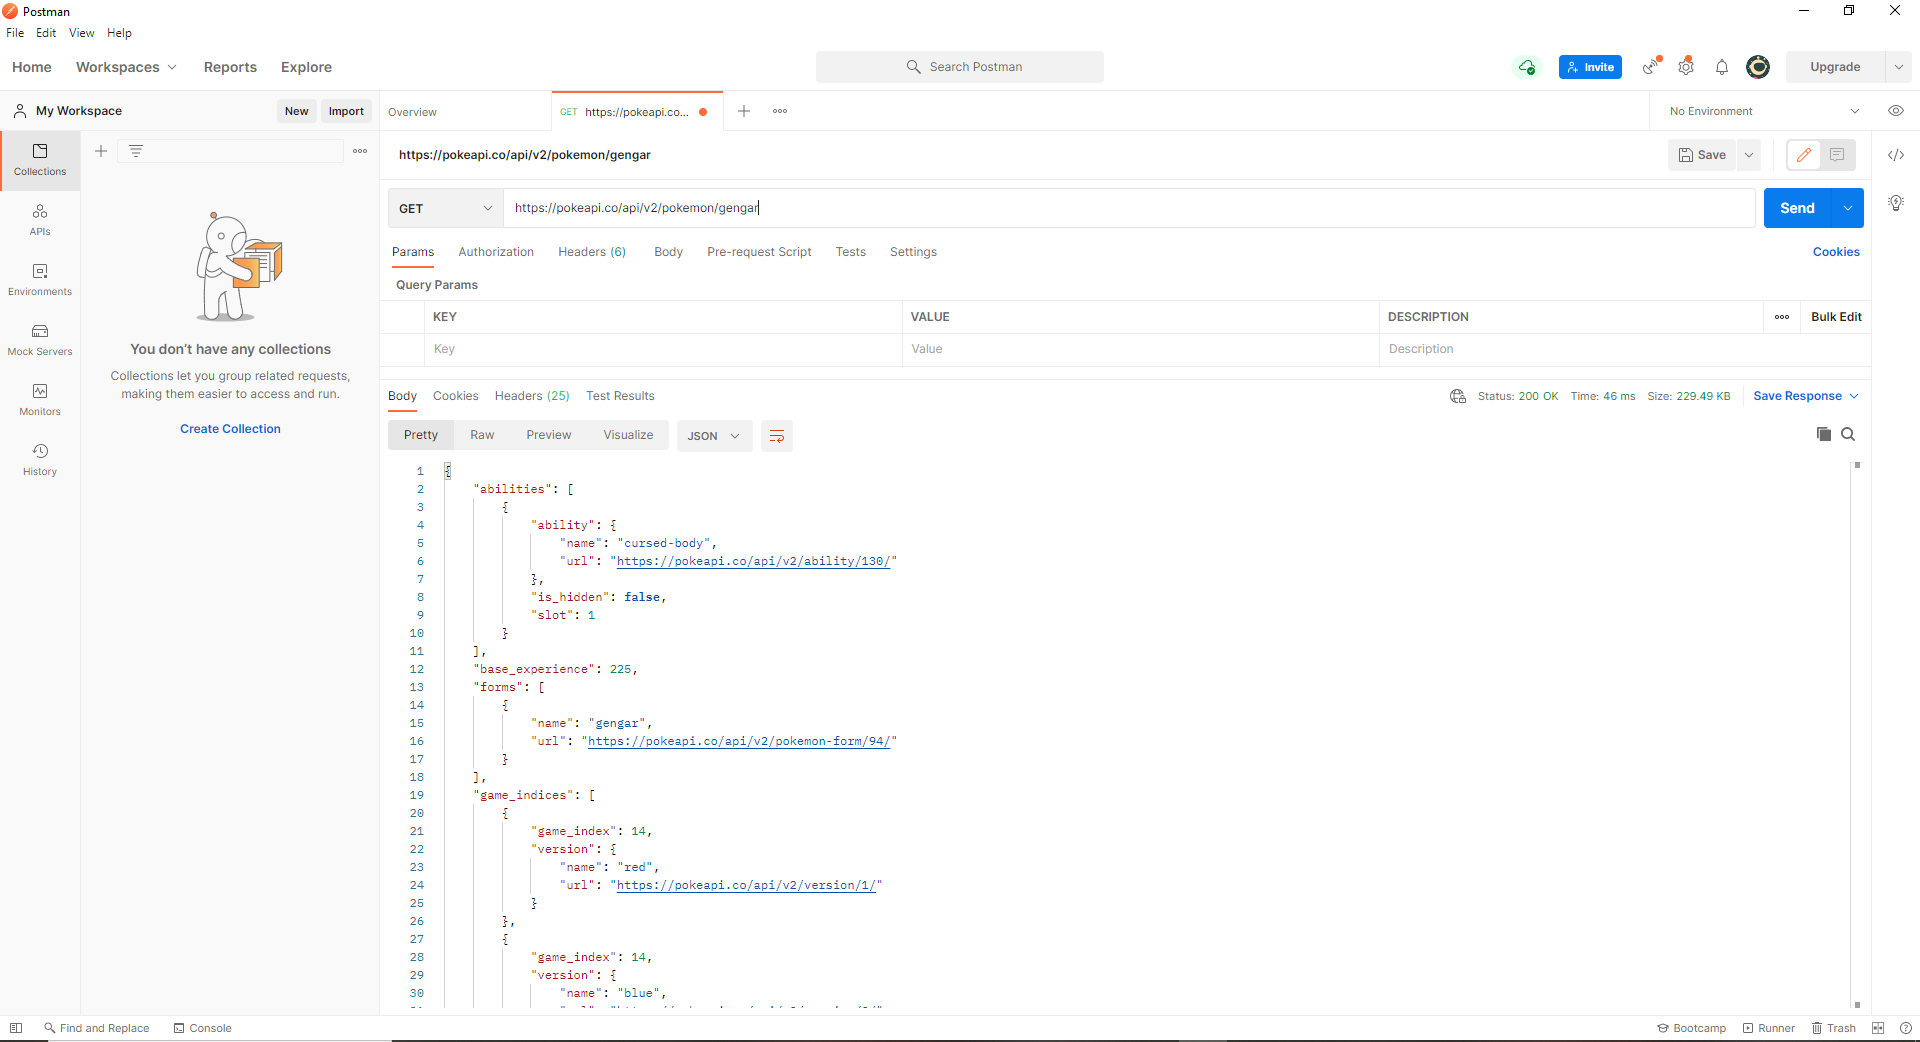 Postman
File Edit View Help
Home Workspaces Reports Explore Search Postman Invite Upgrade
My Workspace New Import Overview GET https://pokeapi.co... No Environment
https://pokeapi.co/api/v2/pokemon/gengar Save
Collections
APIs
Environments
Mock Servers
Monitors
History
You don't have any collections
Collections let you group related requests,
making them easier to access and run.
Create Collection
GET https://pokeapi.co/api/v2/pokemon/gengar Send
Params Authorization Headers (6) Body Pre-request Script Tests Settings Cookies
Query Params
KEY VALUE DESCRIPTION Bulk Edit
Key Value Description
Body Cookies Headers (25) Test Results Status: 200 OK Time: 46 ms Size: 229.49 KB Save Response
Pretty Raw Preview Visualize JSON
1 {
2 "abilities": [
3 {
4 "ability": {
5 "name": "cursed-body",
6 "url": "https://pokeapi.co/api/v2/ability/130/"
7 },
8 "is_hidden": false,
9 "slot": 1
10 }
11 ],
12 "base_experience": 225,
13 "forms": [
14 {
15 "name": "gengar",
16 "url": "https://pokeapi.co/api/v2/pokemon-form/94/"
17 }
18 ],
19 "game_indices": [
20 {
21 "game_index": 14,
22 "version": {
23 "name": "red",
24 "url": "https://pokeapi.co/api/v2/version/1/"
25 }
26 },
27 {
28 "game_index": 14,
29 "version": {
30 "name": "blue",
Find and Replace Console Bootcamp Runner Trash